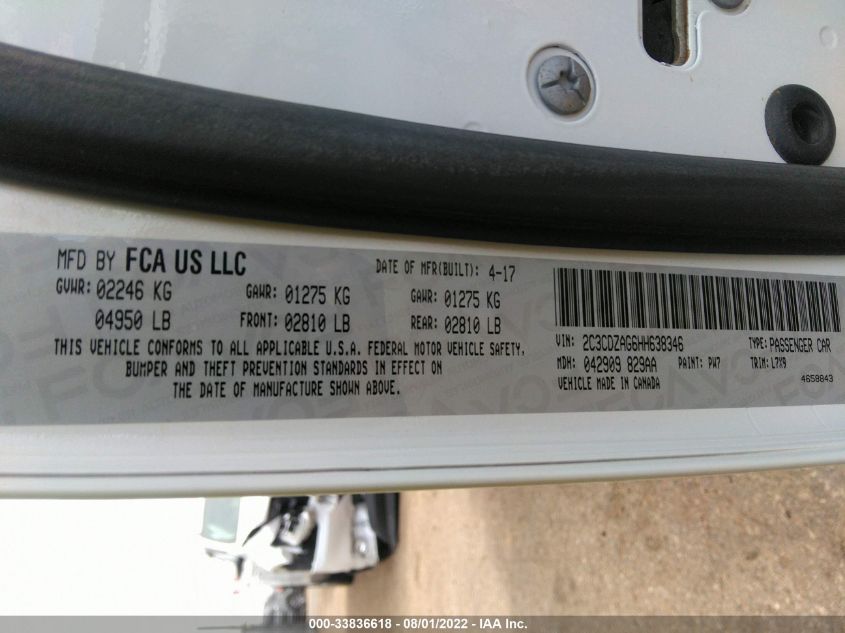 MFD BY FCA US LLC
DATE OF MFR(BUILT): 4-17
GVWR: 02246 KG
GAWR: 01275 KG
GAWR: 01275 KG
04950 LB
FRONT: 02810 LB
REAR: 02810 LB
THIS VEHICLE CONFORMS TO ALL APPLICABLE U.S.A. FEDERAL MOTOR VEHICLE SAFETY,
BUMPER AND THEFT PREVENTION STANDARDS IN EFFECT ON
THE DATE OF MANUFACTURE SHOWN ABOVE.
VIN: 2C3CDZAG6HH638346
TYPE: PASSENGER CAR
MDH: 042909 829AA
PAINT: PW7
TRIM: L7X9
VEHICLE MADE IN CANADA
4658843
000-33836618 - 08/01/2022 - IAA Inc.